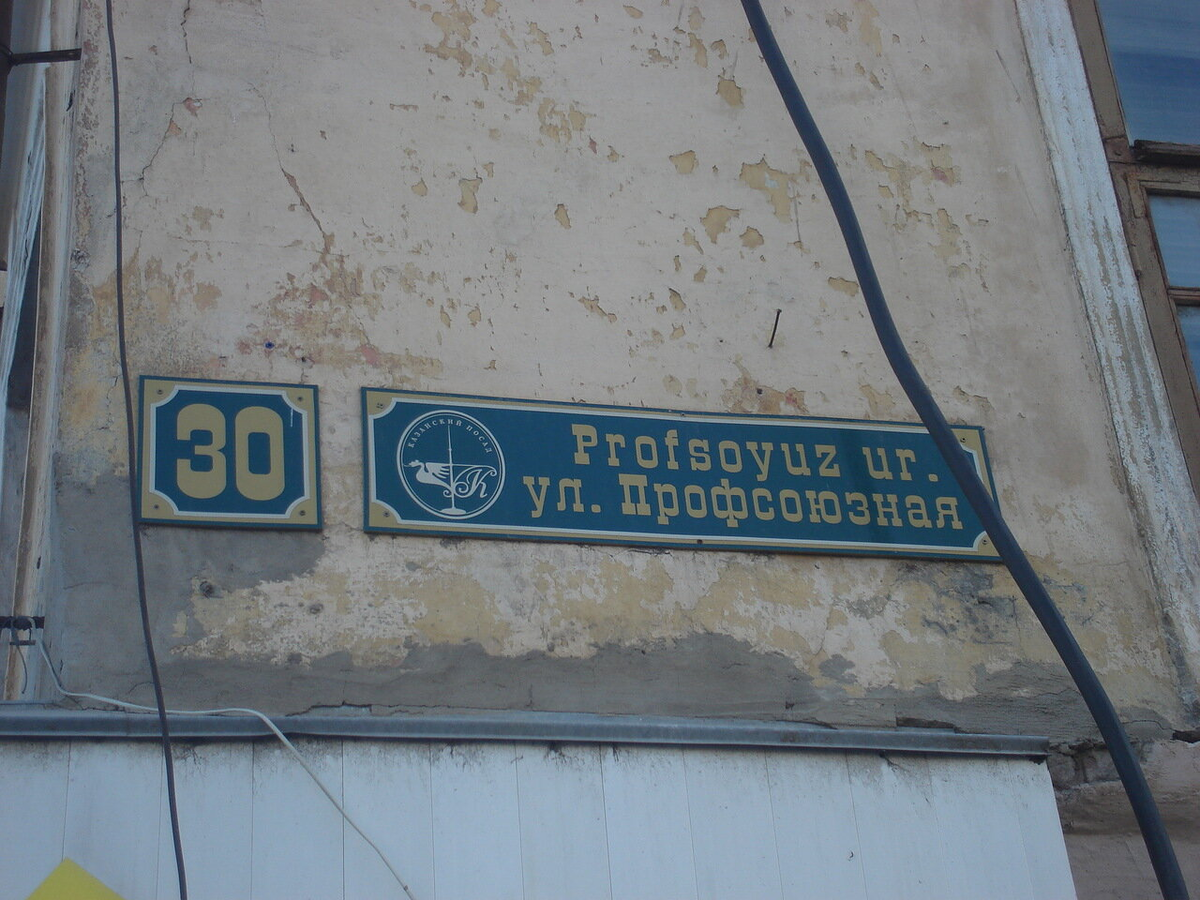 30
КАЗАНСКИЙ ПОСАД
Profsoyuz ur.
ул. Профсоюзная